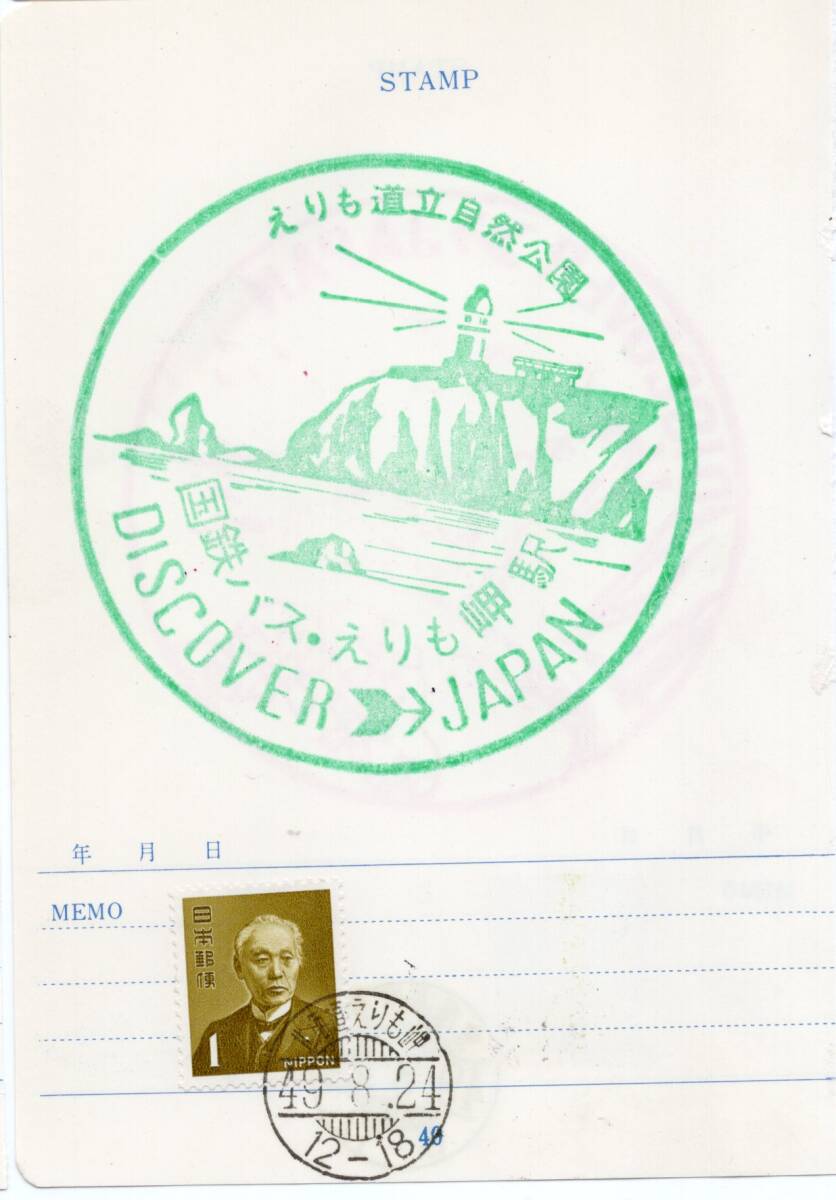 STAMP
えりも道立自然公園
国鉄バス・えりも岬駅
DISCOVER JAPAN
年 月 日
MEMO
日本郵便
1
NIPPON
えりも岬
49.8.24
12-18
40